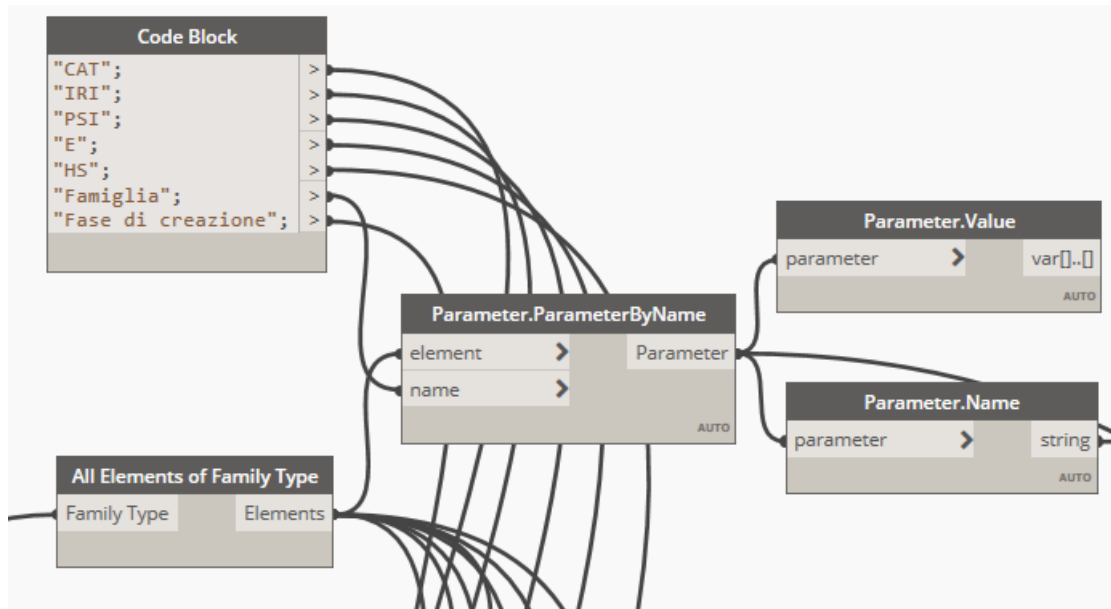 Code Block
"CAT"; >
"IRI"; >
"PSI"; >
"E"; >
"HS"; >
"Famiglia"; >
"Fase di creazione"; >
Parameter.Value
parameter > var[]..[]
AUTO
Parameter.ParameterByName
element > Parameter
name >
AUTO
Parameter.Name
parameter > string
AUTO
All Elements of Family Type
Family Type Elements